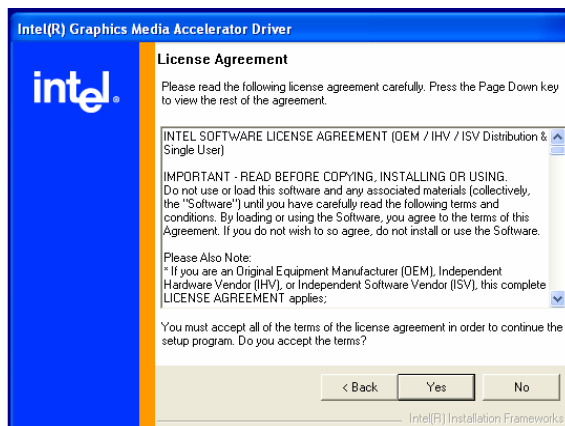 Intel(R) Graphics Media Accelerator Driver
intel.
License Agreement
Please read the following license agreement carefully. Press the Page Down key
to view the rest of the agreement.
INTEL SOFTWARE LICENSE AGREEMENT (OEM / IHV / ISV Distribution &
Single User)
IMPORTANT - READ BEFORE COPYING, INSTALLING OR USING.
Do not use or load this software and any associated materials (collectively,
the "Software") until you have carefully read the following terms and
conditions. By loading or using the Software, you agree to the terms of this
Agreement. If you do not wish to so agree, do not install or use the Software.
Please Also Note:
* If you are an Original Equipment Manufacturer (OEM), Independent
Hardware Vendor (IHV), or Independent Software Vendor (ISV), this complete
LICENSE AGREEMENT applies;
You must accept all of the terms of the license agreement in order to continue the
setup program. Do you accept the terms?
< Back Yes No
Intel(R) Installation Frameworks